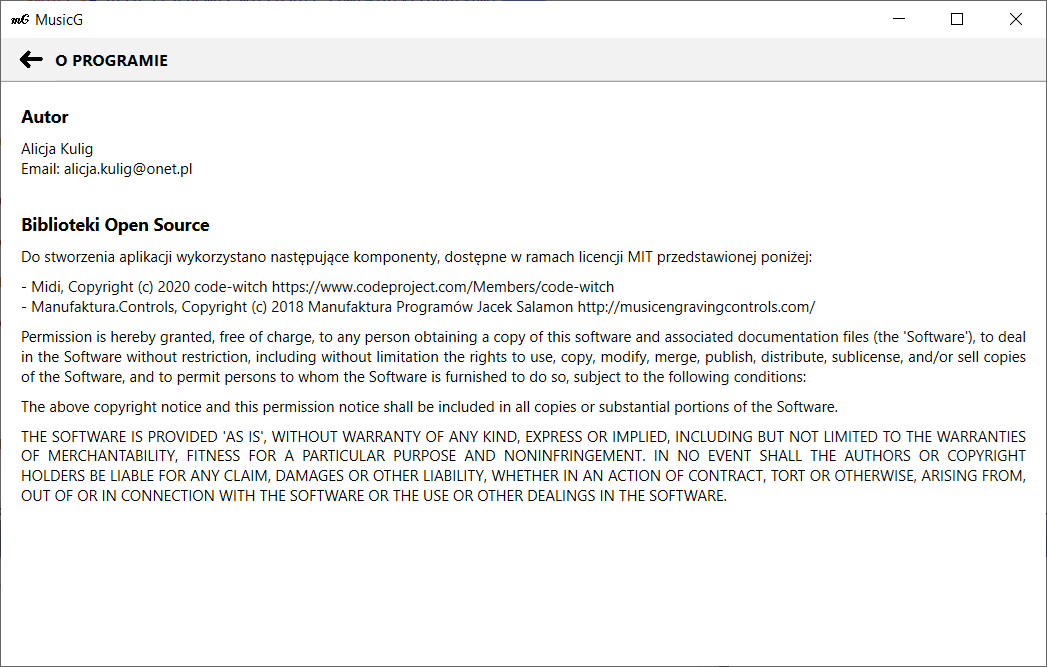 mG MusicG
O PROGRAMIE
Autor
Alicja Kulig
Email: alicja.kulig@onet.pl
Biblioteki Open Source
Do stworzenia aplikacji wykorzystano następujące komponenty, dostępne w ramach licencji MIT przedstawionej poniżej:
- Midi, Copyright (c) 2020 code-witch https://www.codeproject.com/Members/code-witch
- Manufaktura.Controls, Copyright (c) 2018 Manufaktura Programów Jacek Salamon http://musicengravingcontrols.com/
Permission is hereby granted, free of charge, to any person obtaining a copy of this software and associated documentation files (the 'Software'), to deal
in the Software without restriction, including without limitation the rights to use, copy, modify, merge, publish, distribute, sublicense, and/or sell copies
of the Software, and to permit persons to whom the Software is furnished to do so, subject to the following conditions:
The above copyright notice and this permission notice shall be included in all copies or substantial portions of the Software.
THE SOFTWARE IS PROVIDED 'AS IS', WITHOUT WARRANTY OF ANY KIND, EXPRESS OR IMPLIED, INCLUDING BUT NOT LIMITED TO THE WARRANTIES
OF MERCHANTABILITY, FITNESS FOR A PARTICULAR PURPOSE AND NONINFRINGEMENT. IN NO EVENT SHALL THE AUTHORS OR COPYRIGHT
HOLDERS BE LIABLE FOR ANY CLAIM, DAMAGES OR OTHER LIABILITY, WHETHER IN AN ACTION OF CONTRACT, TORT OR OTHERWISE, ARISING FROM,
OUT OF OR IN CONNECTION WITH THE SOFTWARE OR THE USE OR OTHER DEALINGS IN THE SOFTWARE.